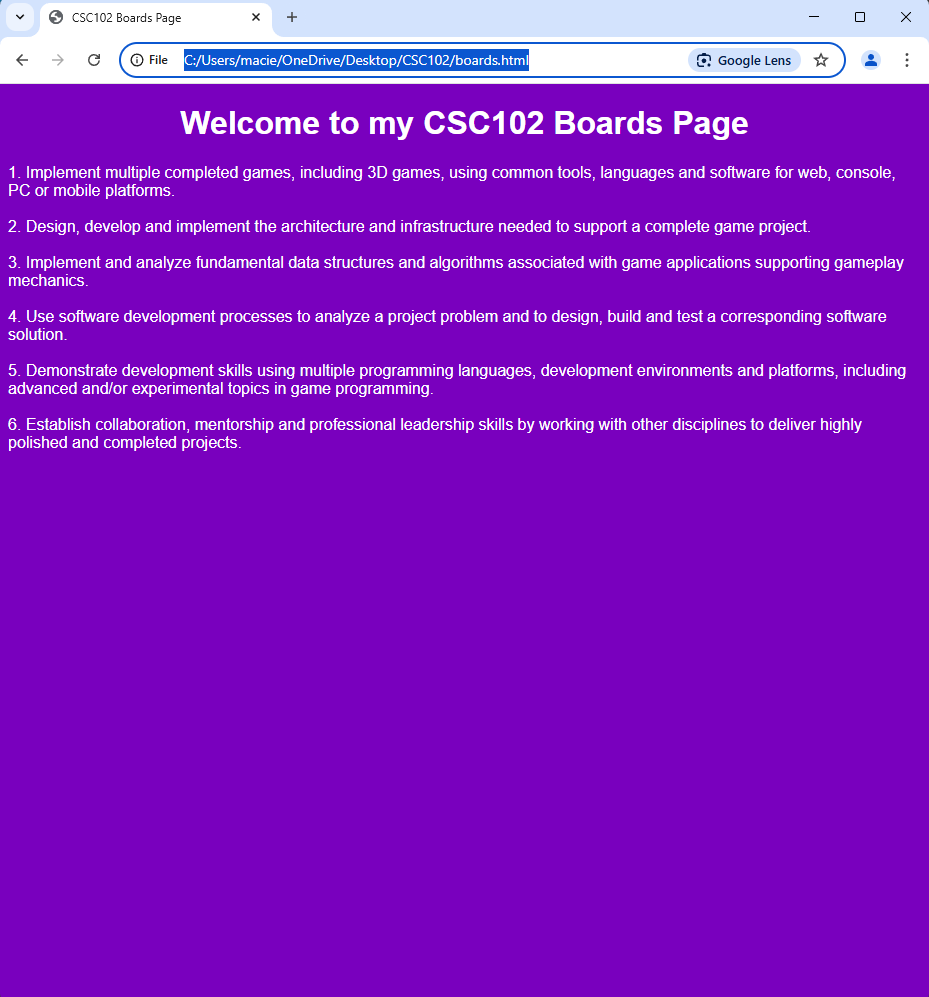 CSC102 Boards Page
File
C:/Users/macie/OneDrive/Desktop/CSC102/boards.html
Google Lens
Welcome to my CSC102 Boards Page
1. Implement multiple completed games, including 3D games, using common tools, languages and software for web, console,
PC or mobile platforms.
2. Design, develop and implement the architecture and infrastructure needed to support a complete game project.
3. Implement and analyze fundamental data structures and algorithms associated with game applications supporting gameplay
mechanics.
4. Use software development processes to analyze a project problem and to design, build and test a corresponding software
solution.
5. Demonstrate development skills using multiple programming languages, development environments and platforms, including
advanced and/or experimental topics in game programming.
6. Establish collaboration, mentorship and professional leadership skills by working with other disciplines to deliver highly
polished and completed projects.